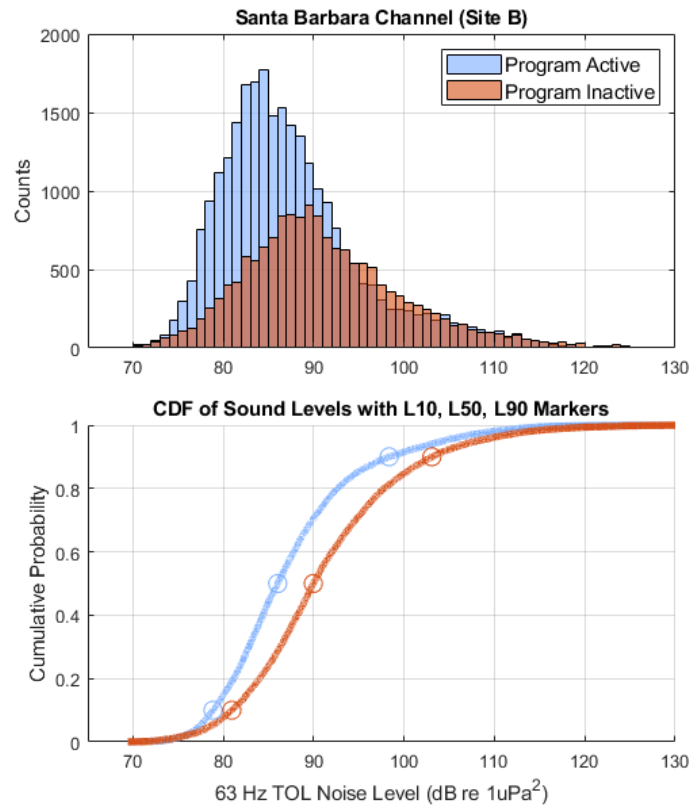 Santa Barbara Channel (Site B)
2000
1500
1000
500
0
Counts
Program Active
Program Inactive
70 80 90 100 110 120 130
CDF of Sound Levels with L10, L50, L90 Markers
1
0.8
0.6
0.4
0.2
0
Cumulative Probability
70 80 90 100 110 120 130
63 Hz TOL Noise Level (dB re 1uPa²)